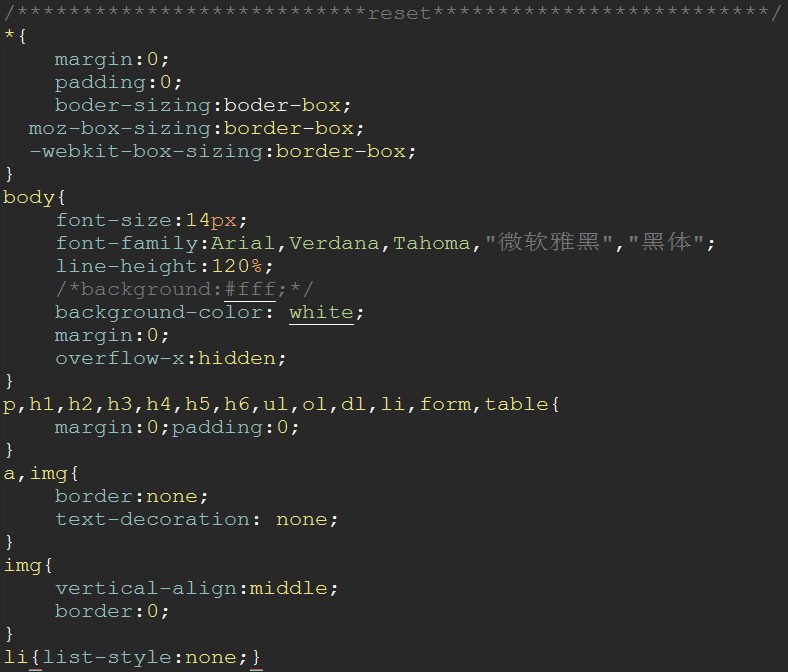 /***************************reset**************************/
*{
    margin:0;
    padding:0;
    boder-sizing:boder-box;
  moz-box-sizing:border-box;
  -webkit-box-sizing:border-box;
}
body{
    font-size:14px;
    font-family:Arial,Verdana,Tahoma,"微软雅黑","黑体";
    line-height:120%;
    /*background:#fff;*/
    background-color: white;
    margin:0;
    overflow-x:hidden;
}
p,h1,h2,h3,h4,h5,h6,ul,ol,dl,li,form,table{
    margin:0;padding:0;
}
a,img{
    border:none;
    text-decoration: none;
}
img{
    vertical-align:middle;
    border:0;
}
li{list-style:none;}